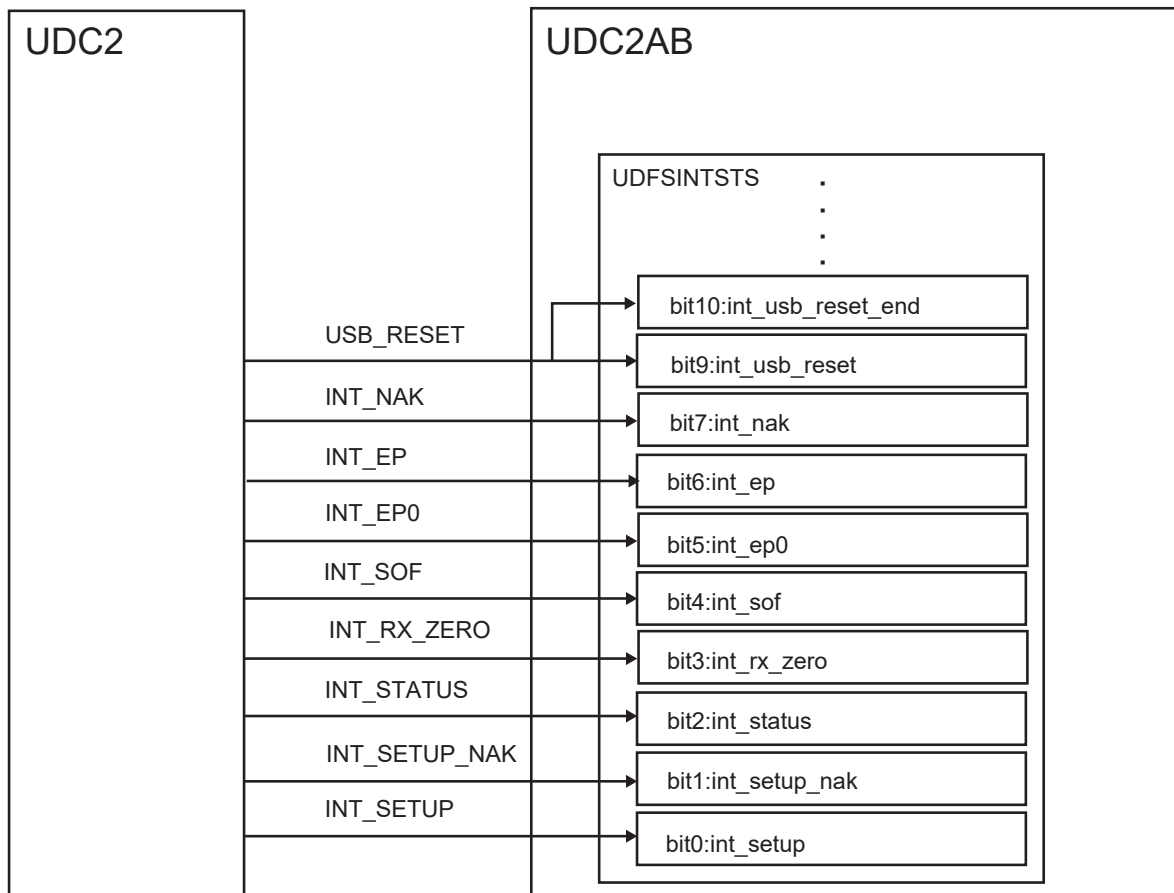 UDC2
UDC2AB
UDFSINTSTS
bit10:int_usb_reset_end
USB_RESET
bit9:int_usb_reset
INT_NAK
bit7:int_nak
INT_EP
bit6:int_ep
INT_EP0
bit5:int_ep0
INT_SOF
bit4:int_sof
INT_RX_ZERO
bit3:int_rx_zero
INT_STATUS
bit2:int_status
INT_SETUP_NAK
bit1:int_setup_nak
INT_SETUP
bit0:int_setup